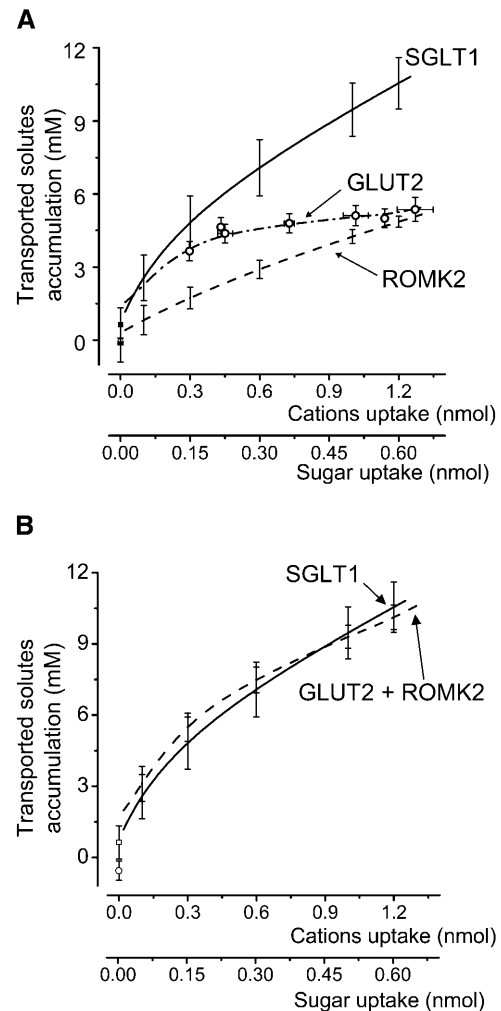 A
12
9
6
3
0
Transported solutes
accumulation (mM)
SGLT1
GLUT2
ROMK2
0.0 0.3 0.6 0.9 1.2
Cations uptake (nmol)
0.00 0.15 0.30 0.45 0.60
Sugar uptake (nmol)
B
12
9
6
3
0
Transported solutes
accumulation (mM)
SGLT1
GLUT2 + ROMK2
0.0 0.3 0.6 0.9 1.2
Cations uptake (nmol)
0.00 0.15 0.30 0.45 0.60
Sugar uptake (nmol)